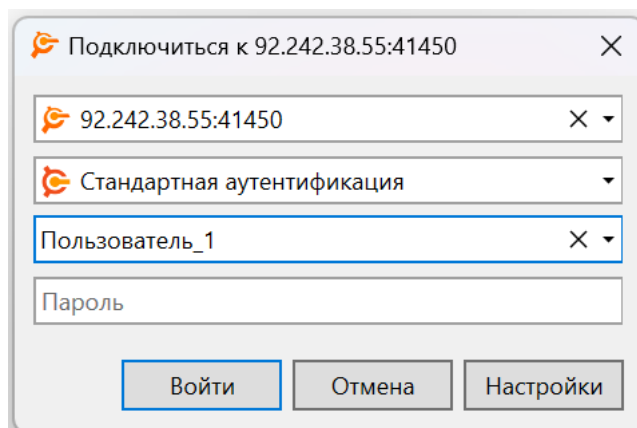 Подключиться к 92.242.38.55:41450
92.242.38.55:41450
Стандартная аутентификация
Пользователь_1
Пароль
Войти Отмена Настройки